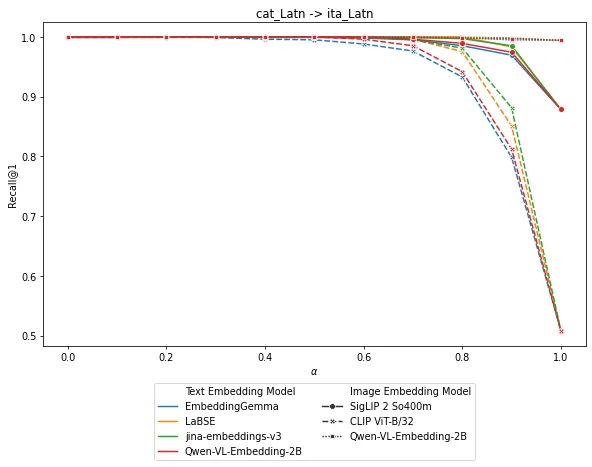 cat_Latn -> ita_Latn
Recall@1
1.0
0.9
0.8
0.7
0.6
0.5
0.0 0.2 0.4 0.6 0.8 1.0
α
Text Embedding Model
EmbeddingGemma
LaBSE
jina-embeddings-v3
Qwen-VL-Embedding-2B
Image Embedding Model
SigLIP 2 So400m
CLIP ViT-B/32
Qwen-VL-Embedding-2B